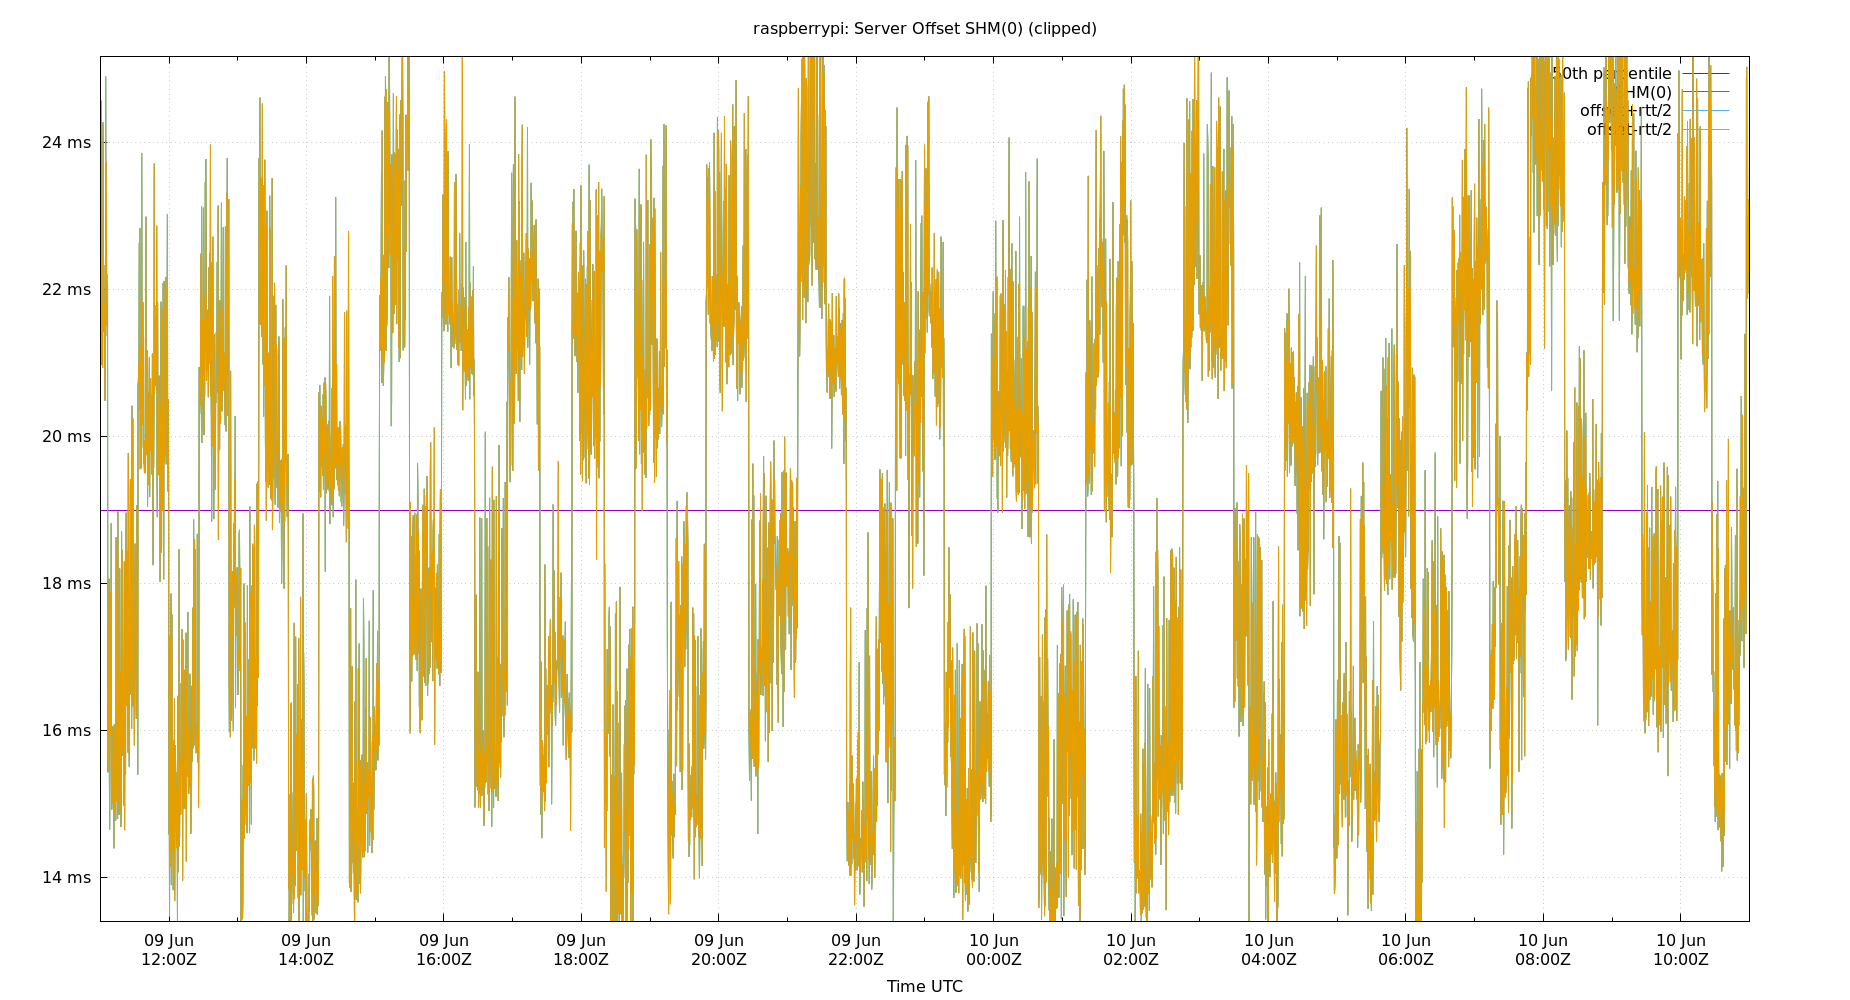 raspberrypi: Server Offset SHM(0) (clipped)
50th percentile
SHM(0)
offset+rtt/2
offset-rtt/2
24 ms
22 ms
20 ms
18 ms
16 ms
14 ms
09 Jun 09 Jun 09 Jun 09 Jun 09 Jun 09 Jun 10 Jun 10 Jun 10 Jun 10 Jun 10 Jun 10 Jun
12:00Z 14:00Z 16:00Z 18:00Z 20:00Z 22:00Z 00:00Z 02:00Z 04:00Z 06:00Z 08:00Z 10:00Z
Time UTC